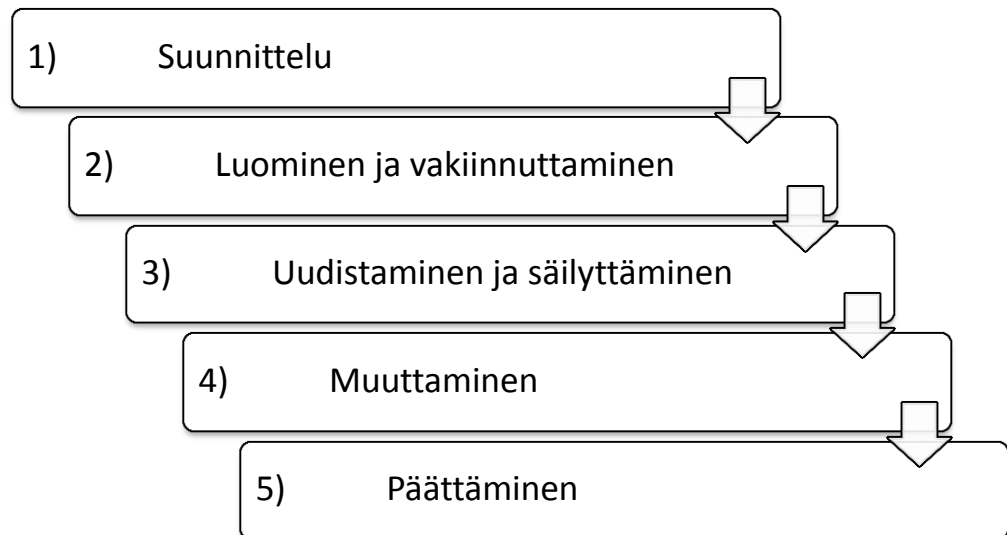 1) Suunnittelu
2) Luominen ja vakiinnuttaminen
3) Uudistaminen ja säilyttäminen
4) Muuttaminen
5) Päättäminen